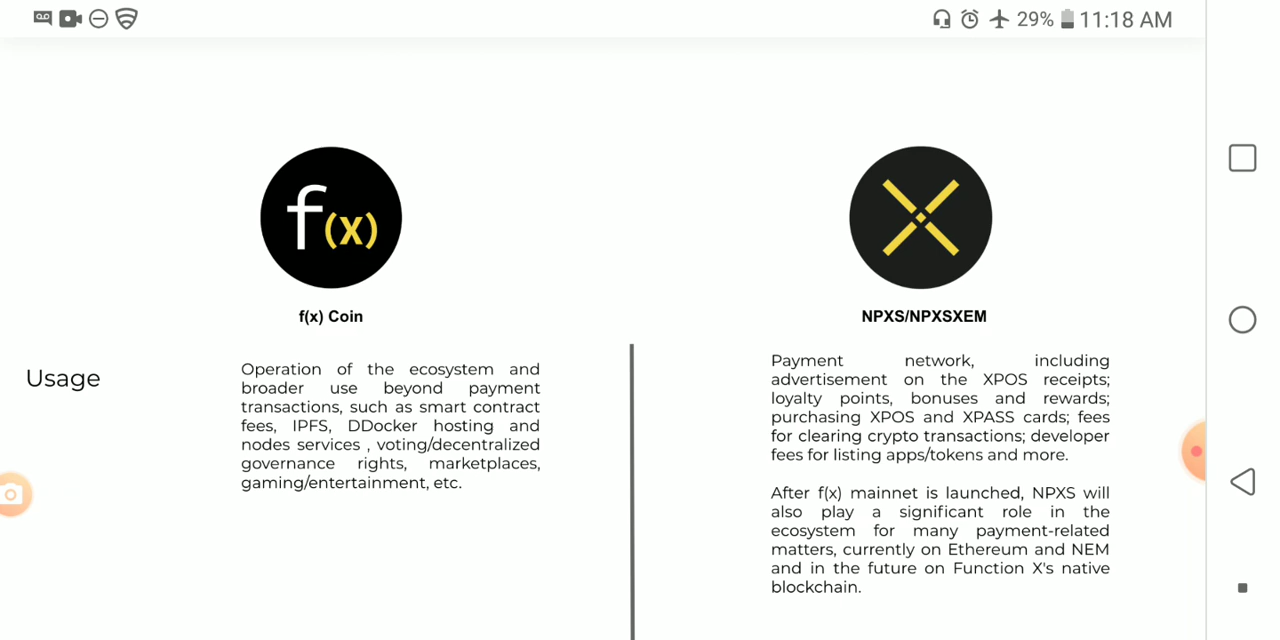 29% 11:18 AM
f(x)
f(x) Coin
NPXS/NPXSXEM
Usage
Operation of the ecosystem and
broader use beyond payment
transactions, such as smart contract
fees, IPFS, DDocker hosting and
nodes services , voting/decentralized
governance rights, marketplaces,
gaming/entertainment, etc.
Payment network, including
advertisement on the XPOS receipts;
loyalty points, bonuses and rewards;
purchasing XPOS and XPASS cards; fees
for clearing crypto transactions; developer
fees for listing apps/tokens and more.
After f(x) mainnet is launched, NPXS will
also play a significant role in the
ecosystem for many payment-related
matters, currently on Ethereum and NEM
and in the future on Function X's native
blockchain.